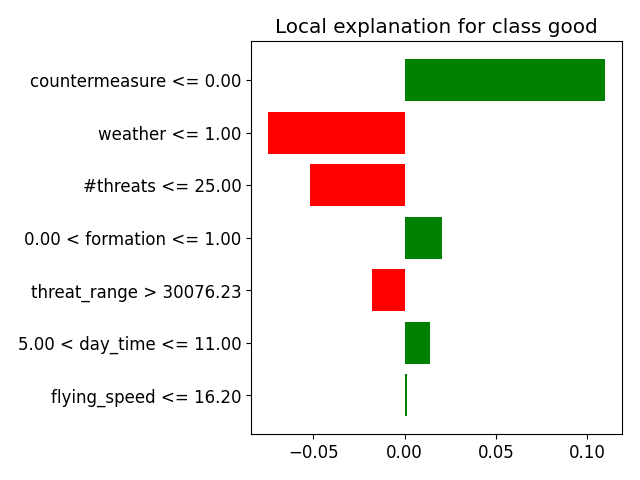 Local explanation for class good
countermeasure <= 0.00
weather <= 1.00
#threats <= 25.00
0.00 < formation <= 1.00
threat_range > 30076.23
5.00 < day_time <= 11.00
flying_speed <= 16.20
−0.05 0.00 0.05 0.10